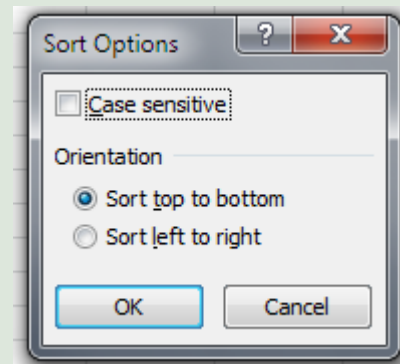 Sort Options
?
X
Case sensitive
Orientation
Sort top to bottom
Sort left to right
OK
Cancel